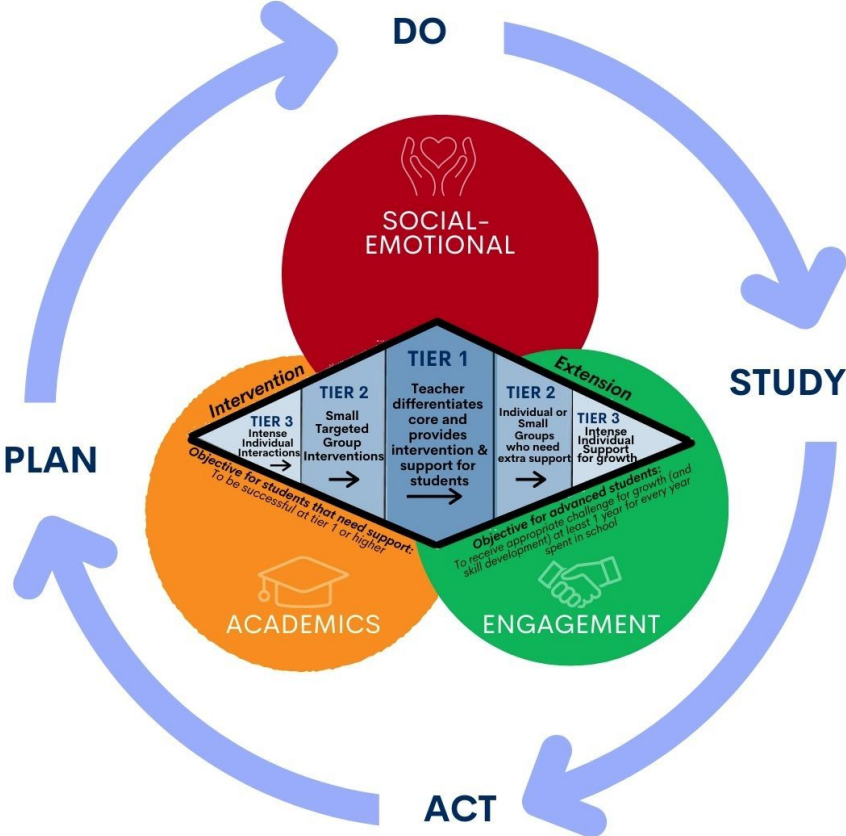 DO
SOCIAL-
EMOTIONAL
TIER 1
Teacher
differentiates
core and
provides
intervention &
support for
students
Intervention
TIER 2
Small
Targeted
Group
Interventions
TIER 3
Intense
Individual
Interactions
Extension
TIER 2
Individual or
Small
Groups
who need
extra support
TIER 3
Intense
Individual
Support
for growth
STUDY
PLAN
Objective for students that need support:
To be successful at tier 1 or higher
Objective for advanced students:
To receive appropriate challenge for growth (and
skill development) at least 1 year for every year
spent in school
ACADEMICS
ENGAGEMENT
ACT